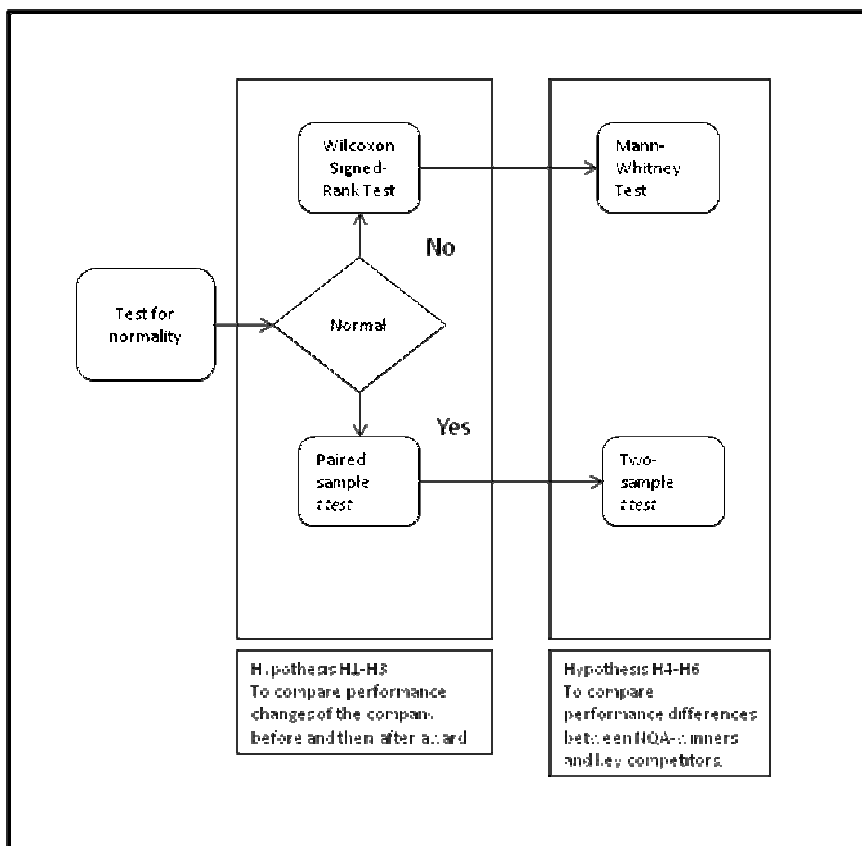 Wilcoxon
Signed-
Rank Test
Mann-
Whitney
Test
No
Test for
normality
Normal
Yes
Paired
sample
t test
Two-
sample
t test
Hypothesis H1-H3
To compare performance
changes of the company
before and then after award
Hypothesis H4-H6
To compare
performance differences
between NQA-winners
and key competitors.